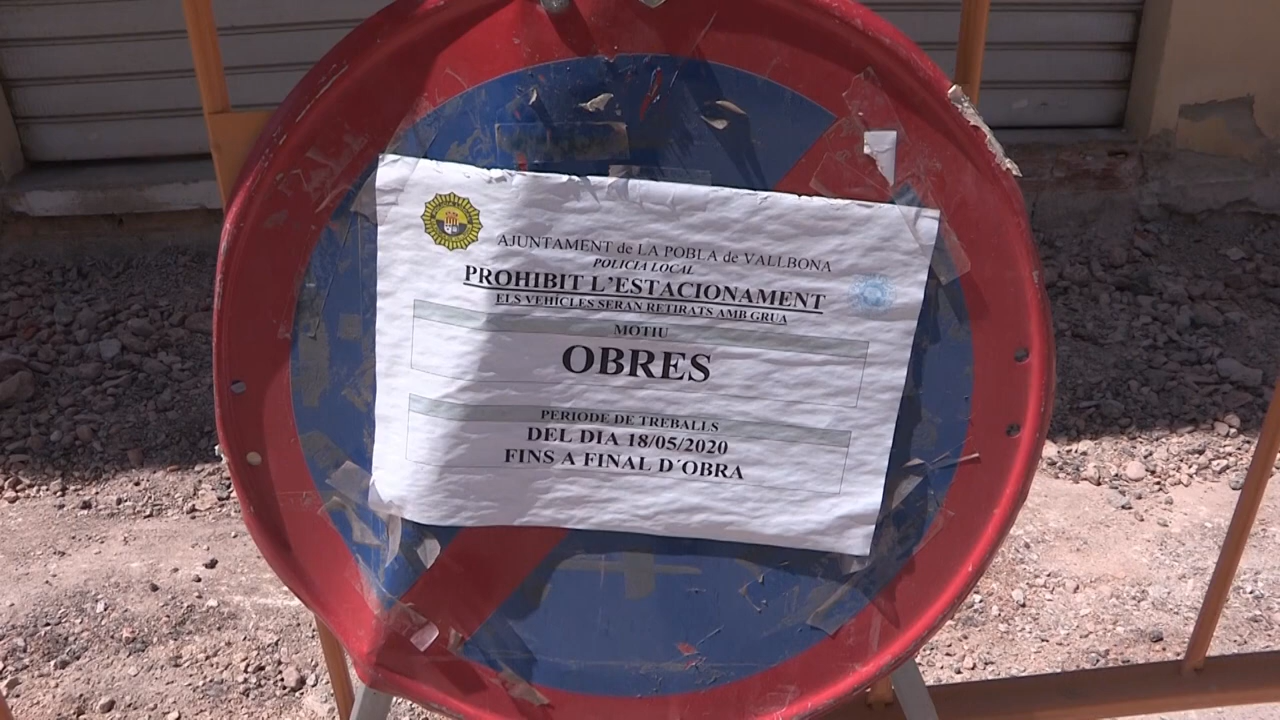 AJUNTAMENT de LA POBLA de VALLBONA
POLICIA LOCAL
PROHIBIT L'ESTACIONAMENT
ELS VEHÍCLES SERAN RETIRATS AMB GRUA
MOTIU
OBRES
PERIODE DE TREBALLS
DEL DIA 18/05/2020
FINS A FINAL D´OBRA